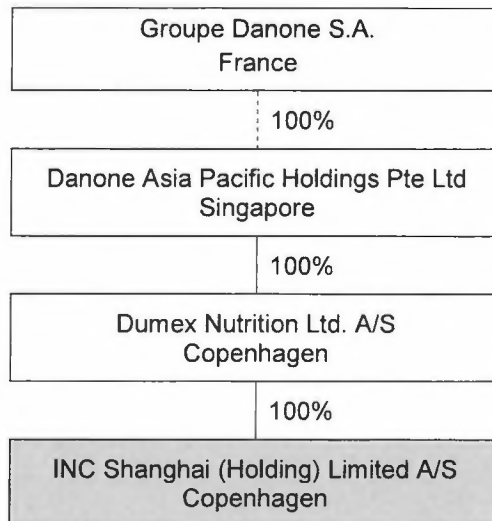 Groupe Danone S.A.
France
100%
Danone Asia Pacific Holdings Pte Ltd
Singapore
100%
Dumex Nutrition Ltd. A/S
Copenhagen
100%
INC Shanghai (Holding) Limited A/S
Copenhagen